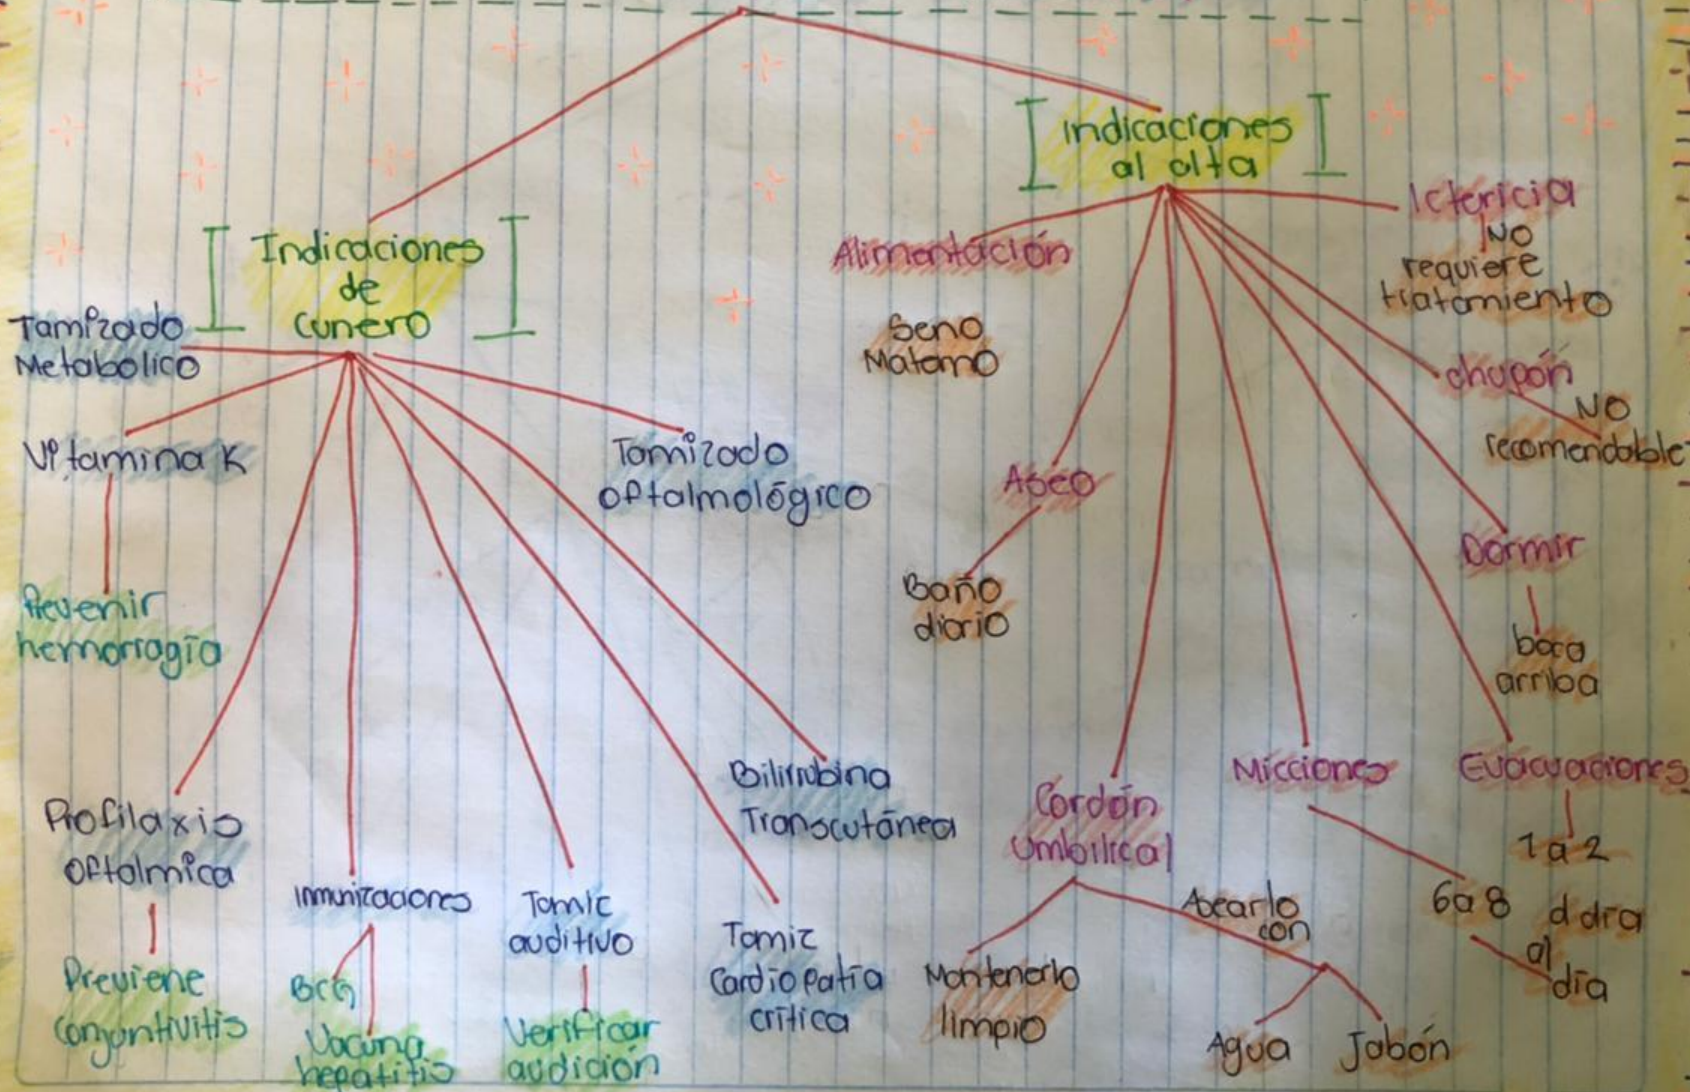 Indicaciones
de
cunero
Tamizado
Metabolico
Vitamina K
Prevenir
hemorragia
Profilaxis
oftalmica
Previene
conjuntivitis
Inmunizaciones
BCG
Vacuna
hepatitis
Tamiz
auditivo
Verificar
audición
Tamiz
Cardiopatía
crítica
Bilirrubina
Transcutánea
Tamizado
oftalmológico
Indicaciones
al alta
Alimentación
Seno
Materno
Aseo
Baño
diario
Cordón
umbilical
Mantenerlo
limpio
Asearlo
con
Agua
Jabón
Micciones
6 a 8
al
día
Evacuaciones
1 a 2
al día
Dormir
boca
arriba
chupón
NO
recomendable
Ictericia
NO
requiere
tratamiento